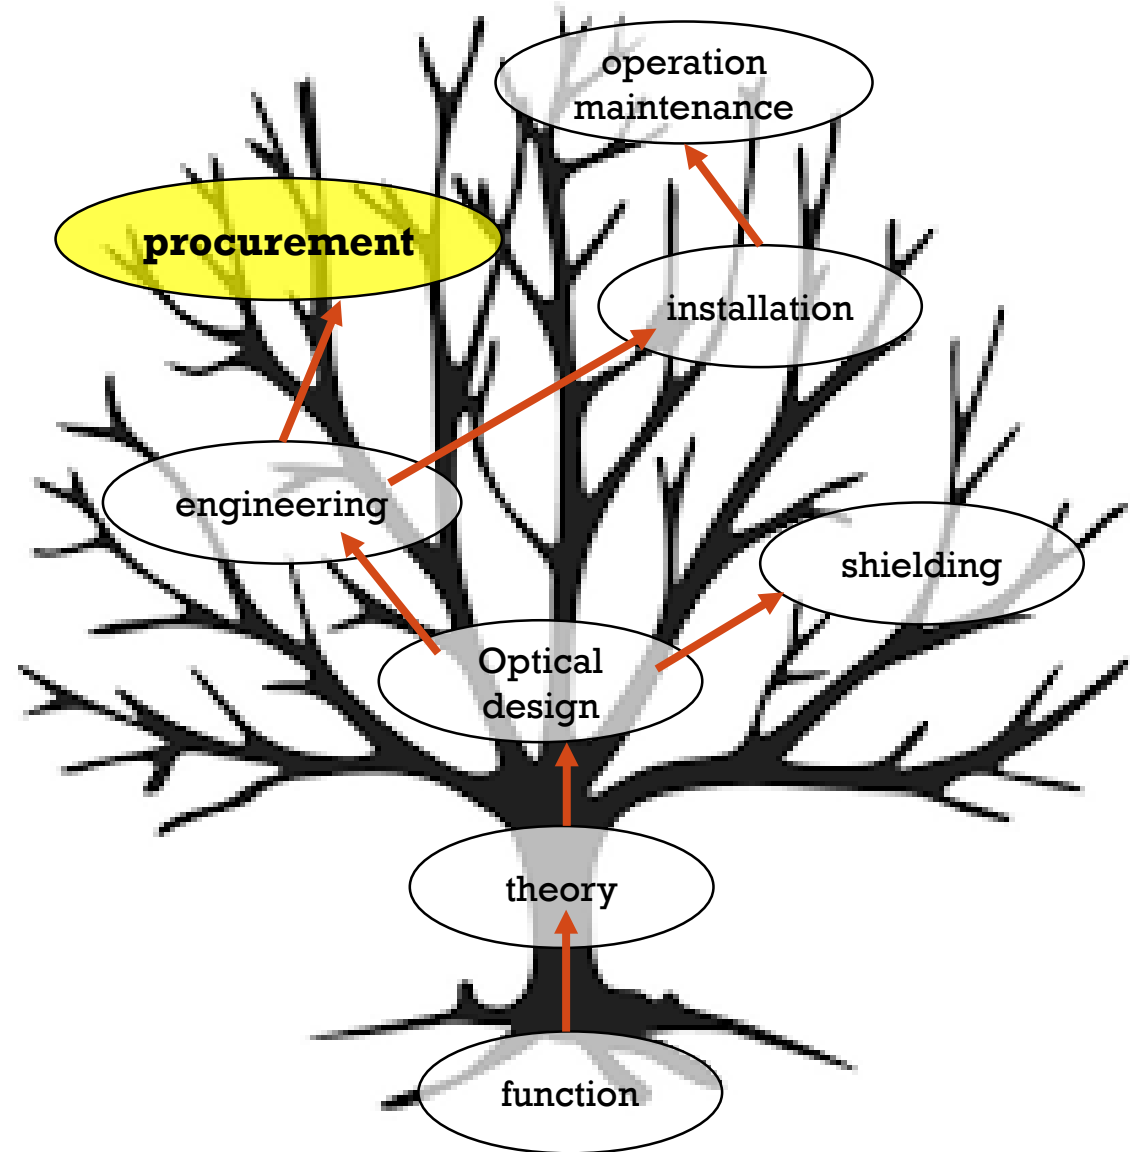 operation
maintenance
procurement
installation
engineering
shielding
Optical
design
theory
function